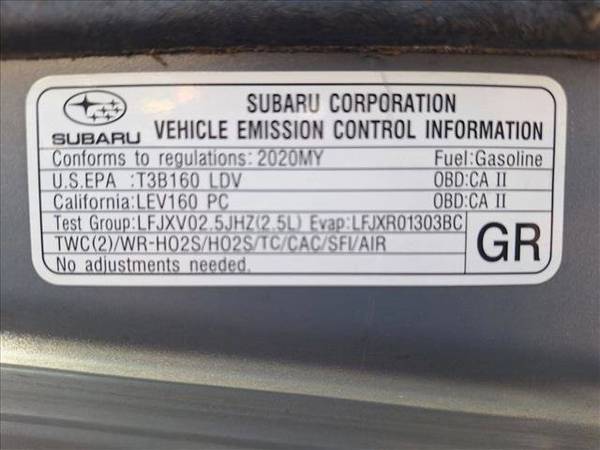 SUBARU CORPORATION
SUBARU VEHICLE EMISSION CONTROL INFORMATION
Conforms to regulations: 2020MY Fuel:Gasoline
U.S.EPA :T3B160 LDV OBD:CA II
California:LEV160 PC OBD:CA II
Test Group:LFJXV02.5JHZ(2.5L) Evap:LFJXR01303BC
TWC(2)/WR-HO2S/HO2S/TC/CAC/SFI/AIR
No adjustments needed.
GR